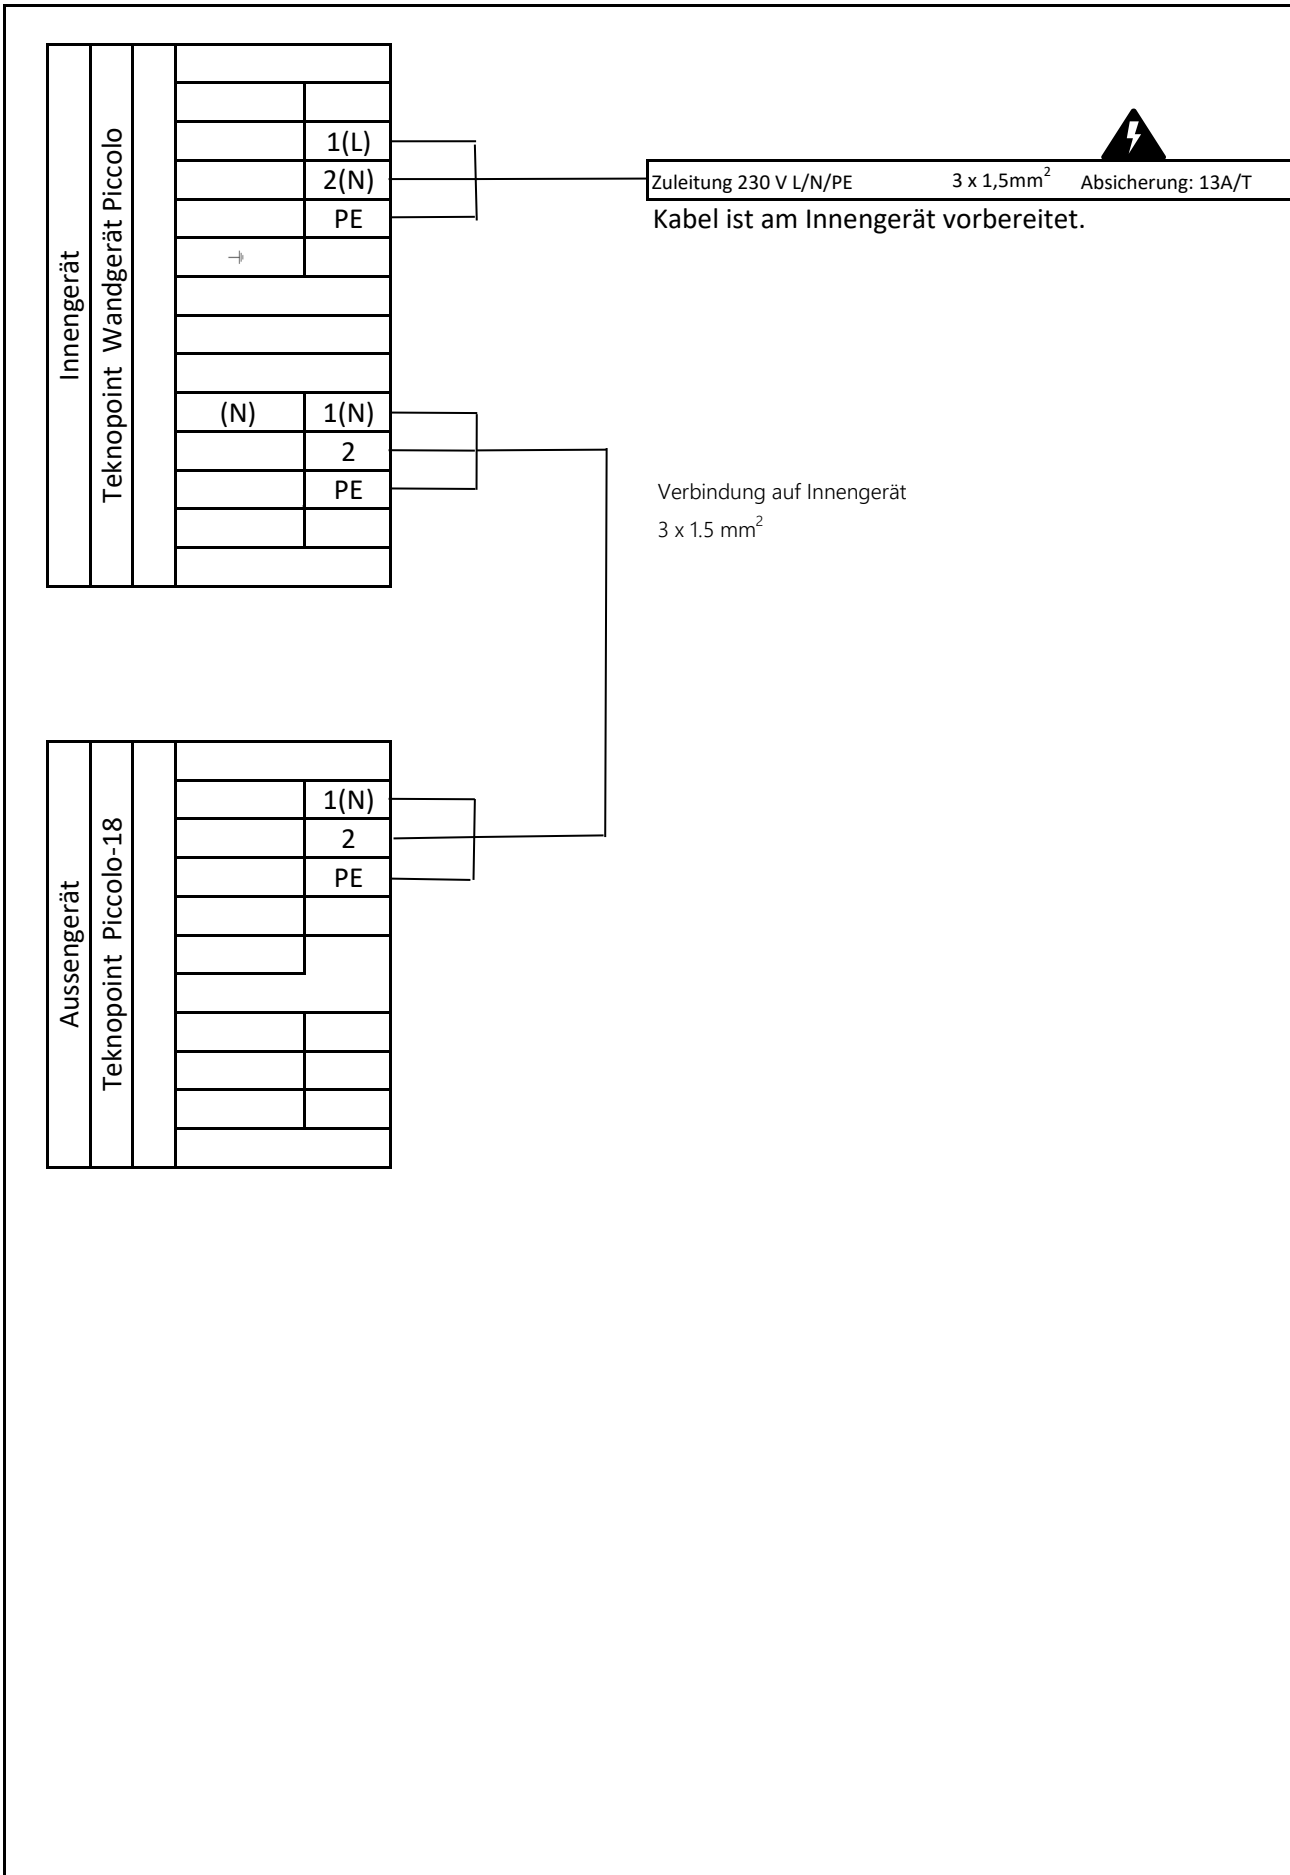 Innengerät
Teknopoint Wandgerät Piccolo
1(L)
2(N)
PE
Zuleitung 230 V L/N/PE 3 x 1,5mm² Absicherung: 13A/T
Kabel ist am Innengerät vorbereitet.
(N) 1(N)
2
PE
Verbindung auf Innengerät
3 x 1.5 mm²
Aussengerät
Teknopoint Piccolo-18
1(N)
2
PE